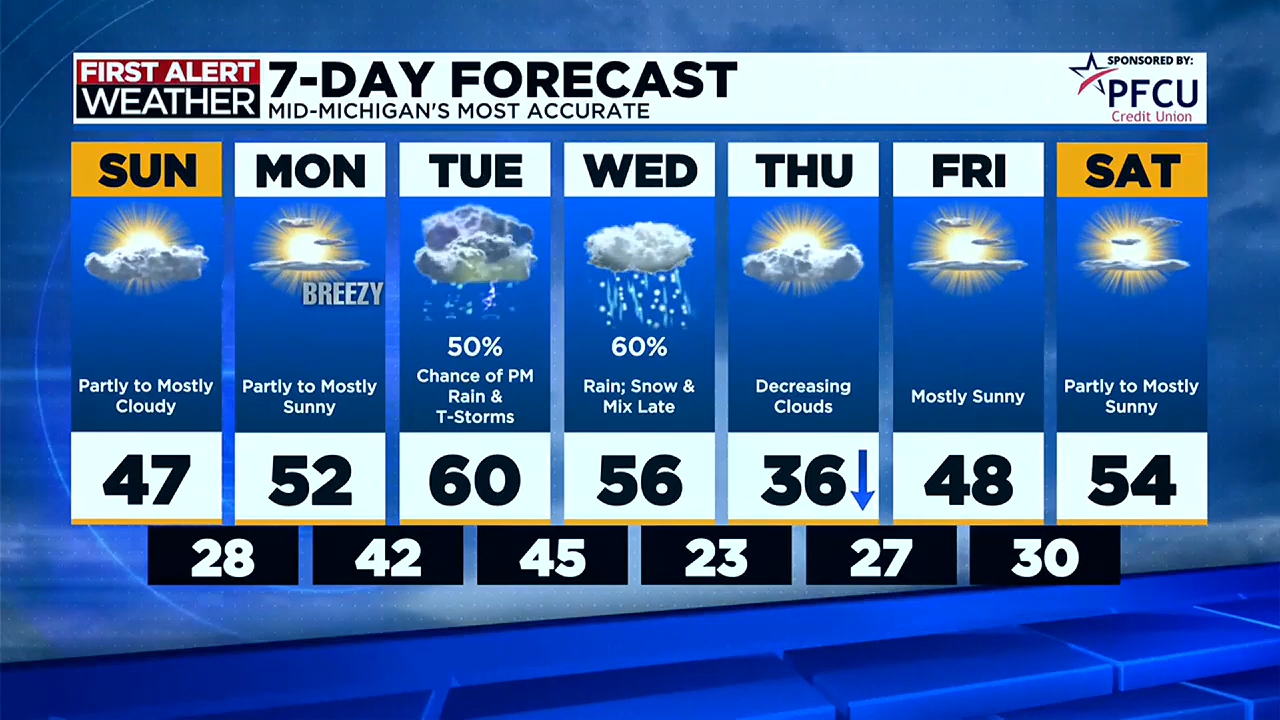 FIRST ALERT
WEATHER
7-DAY FORECAST
MID-MICHIGAN'S MOST ACCURATE
SPONSORED BY:
PFCU
Credit Union
SUN
MON
TUE
WED
THU
FRI
SAT
BREEZY
50%
60%
Partly to Mostly
Cloudy
Partly to Mostly
Sunny
Chance of PM
Rain &
T-Storms
Rain; Snow &
Mix Late
Decreasing
Clouds
Mostly Sunny
Partly to Mostly
Sunny
47
52
60
56
36
48
54
28
42
45
23
27
30